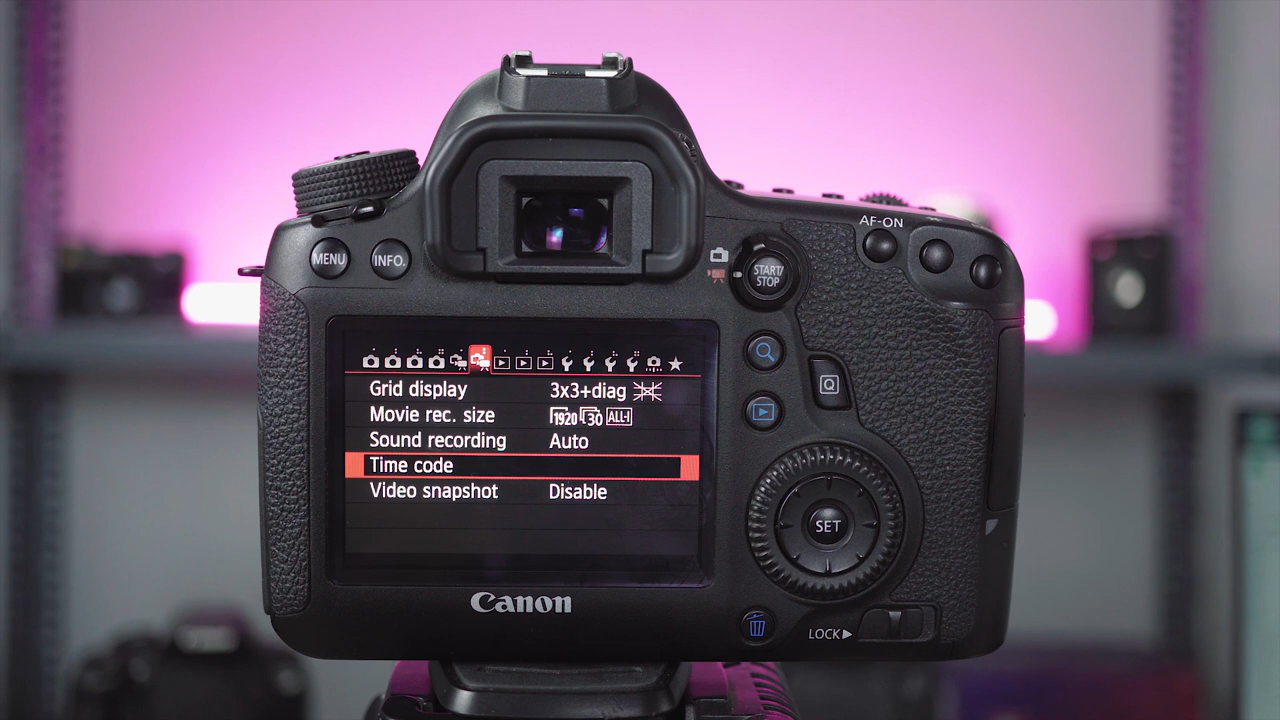 AF-ON
MENU
INFO.
START/
STOP
Grid display 3x3+diag
Movie rec. size 1920 30 ALL-I
Sound recording Auto
Time code
Video snapshot Disable
Q
SET
Canon
LOCK